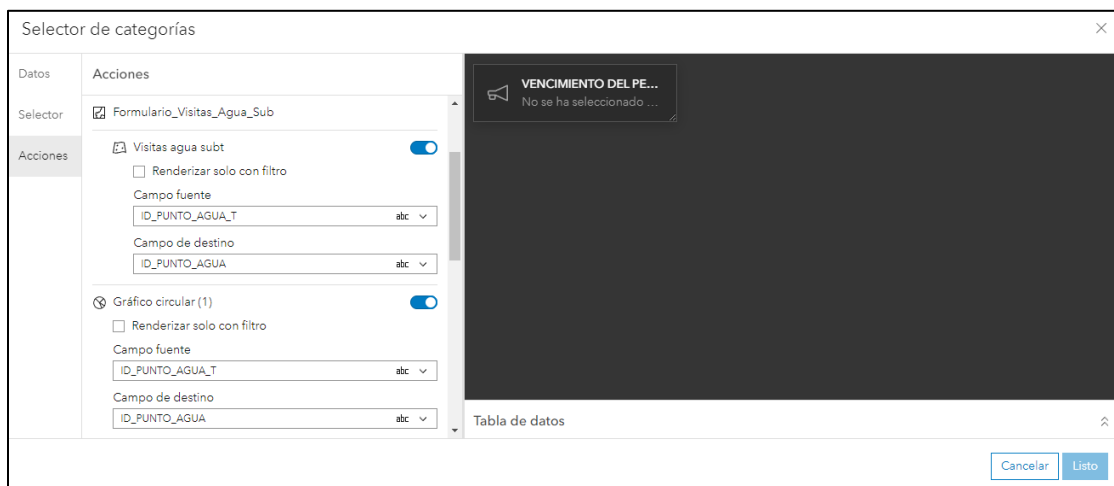 Selector de categorías
Datos
Selector
Acciones
Acciones
Formulario_Visitas_Agua_Sub
Visitas agua subt
Renderizar solo con filtro
Campo fuente
ID_PUNTO_AGUA_T abc
Campo de destino
ID_PUNTO_AGUA abc
Gráfico circular (1)
Renderizar solo con filtro
Campo fuente
ID_PUNTO_AGUA_T abc
Campo de destino
ID_PUNTO_AGUA abc
VENCIMIENTO DEL PE...
No se ha seleccionado ...
Tabla de datos
Cancelar
Listo